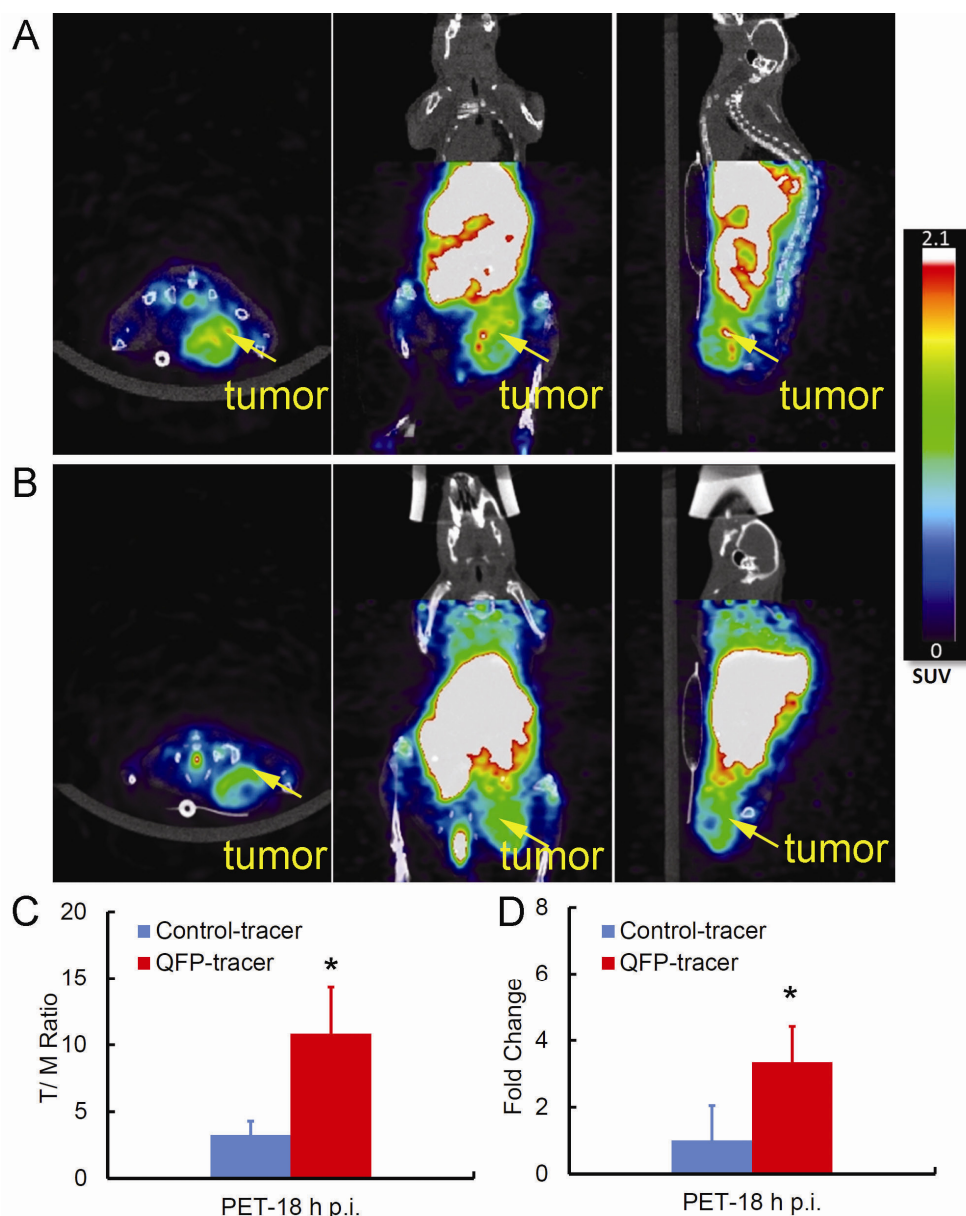 A
tumor
tumor
tumor
2.1
0
SUV
B
tumor
tumor
tumor
C
20
15
10
5
0
T/ M Ratio
Control-tracer
QFP-tracer
*
PET-18 h p.i.
D
8
6
4
2
0
Fold Change
Control-tracer
QFP-tracer
*
PET-18 h p.i.